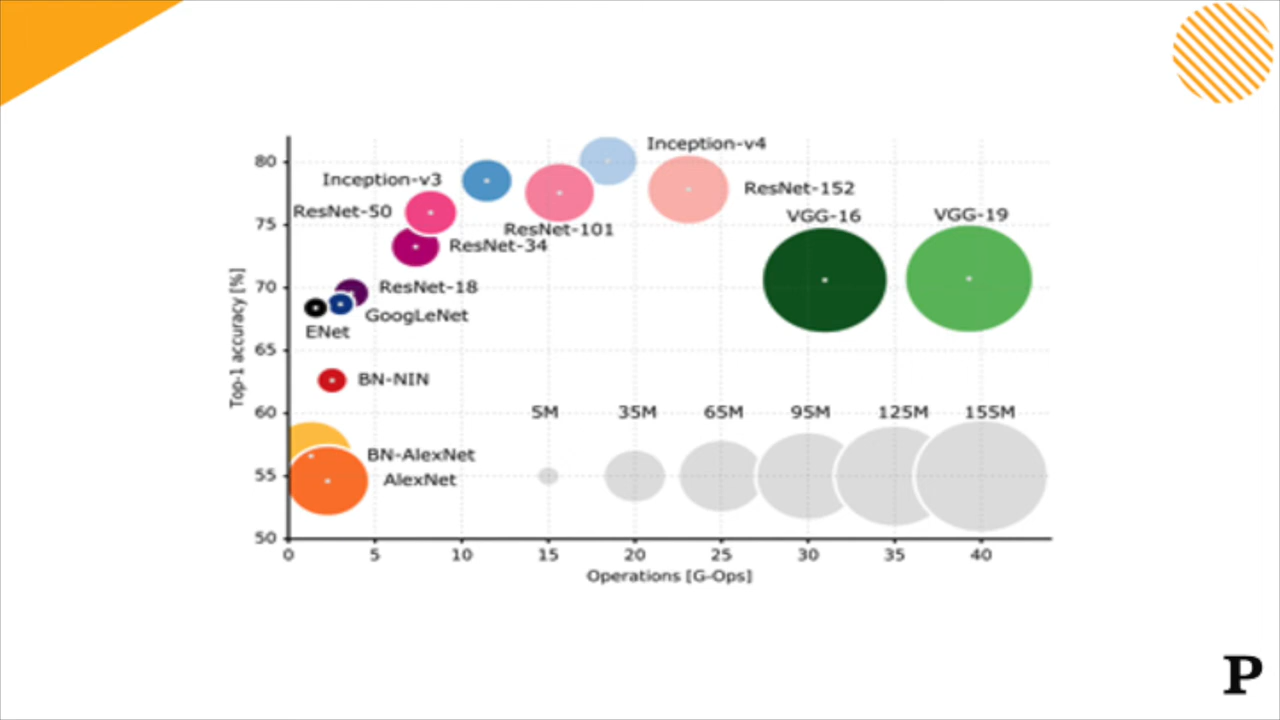 80
75
70
65
60
55
50
Top-1 accuracy [%]
Inception-v4
Inception-v3
ResNet-152
ResNet-50
VGG-16
VGG-19
ResNet-101
ResNet-34
ResNet-18
GoogLeNet
ENet
BN-NIN
5M 35M 65M 95M 125M 155M
BN-AlexNet
AlexNet
0 5 10 15 20 25 30 35 40
Operations [G-Ops]
P